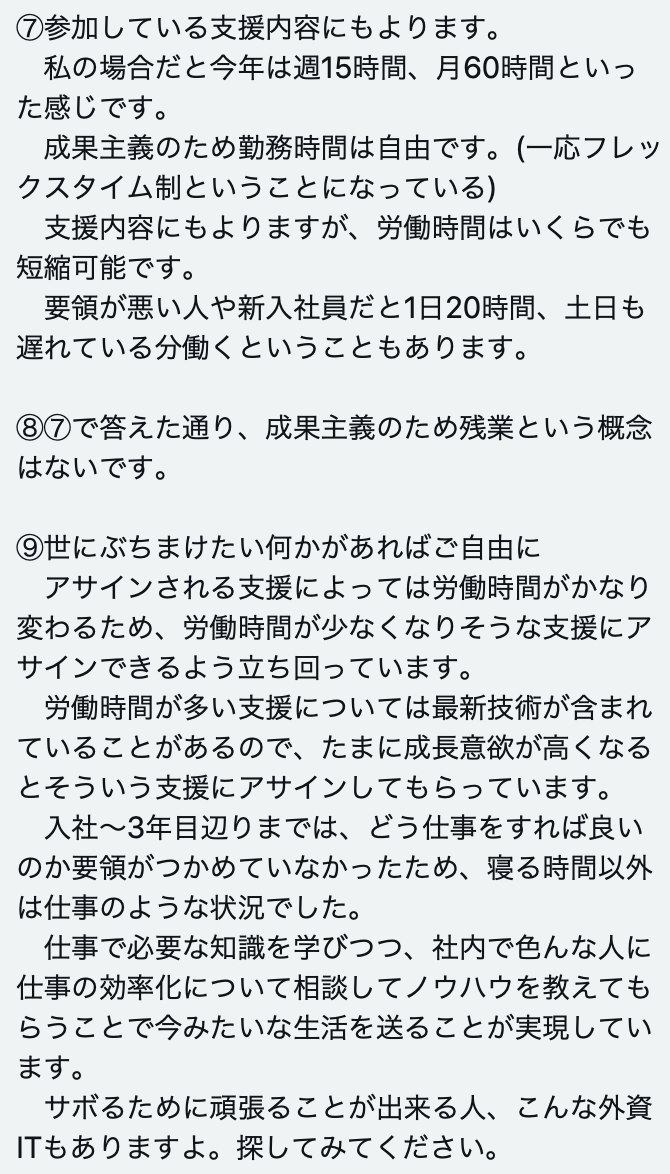 ⑦参加している支援内容にもよります。
　私の場合だと今年は週15時間、月60時間といっ
た感じです。
　成果主義のため勤務時間は自由です。(一応フレッ
クスタイム制ということになっている)
　支援内容にもよりますが、労働時間はいくらでも
短縮可能です。
　要領が悪い人や新入社員だと1日20時間、土日も
遅れている分働くということもあります。

⑧⑦で答えた通り、成果主義のため残業という概念
はないです。

⑨世にぶちまけたい何かがあればご自由に
　アサインされる支援によっては労働時間がかなり
変わるため、労働時間が少なくなりそうな支援にア
サインできるよう立ち回っています。
　労働時間が多い支援については最新技術が含まれ
ていることがあるので、たまに成長意欲が高くなる
とそういう支援にアサインしてもらっています。
　入社〜3年目辺りまでは、どう仕事をすれば良い
のか要領がつかめていなかったため、寝る時間以外
は仕事のような状況でした。
　仕事で必要な知識を学びつつ、社内で色んな人に
仕事の効率化について相談してノウハウを教えても
らうことで今みたいな生活を送ることが実現してい
ます。
　サボるために頑張ることが出来る人、こんな外資
ITもありますよ。探してみてください。